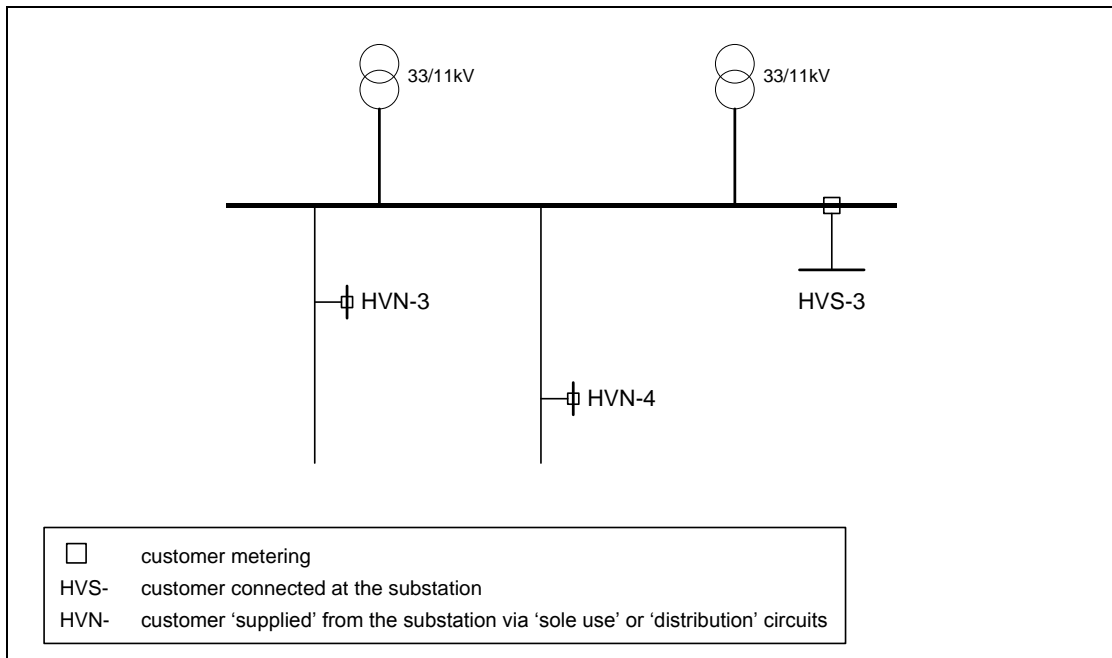 33/11kV
33/11kV
HVN-3
HVS-3
HVN-4
customer metering
HVS- customer connected at the substation
HVN- customer ‘supplied’ from the substation via ‘sole use’ or ‘distribution’ circuits